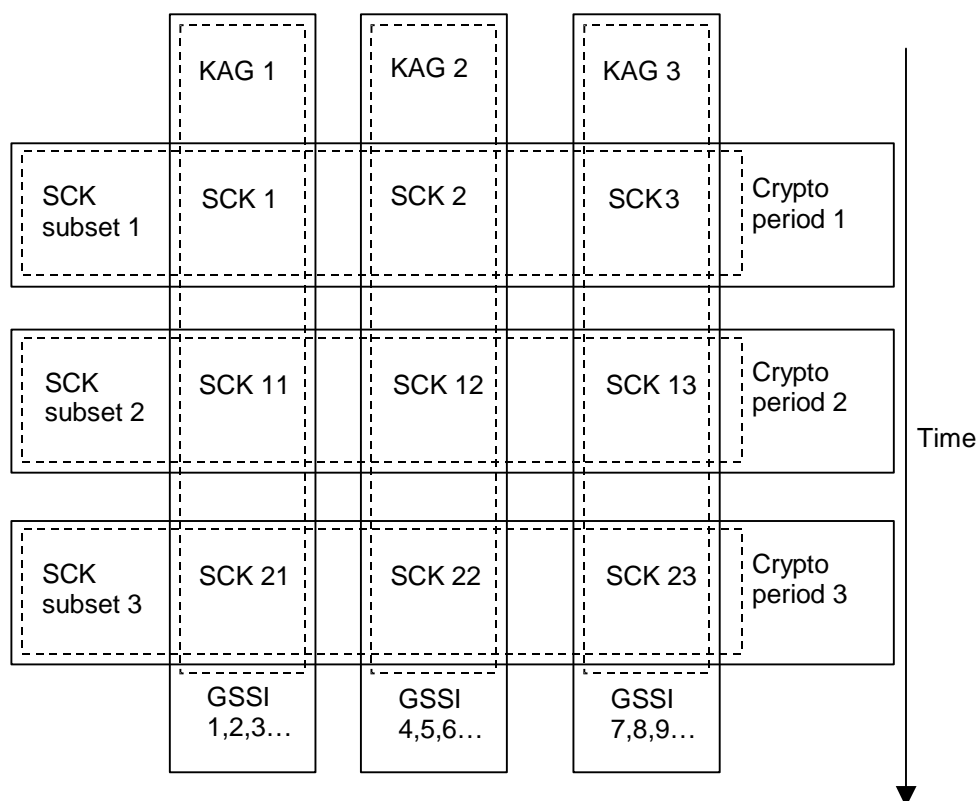 KAG 1
KAG 2
KAG 3
SCK
subset 1
SCK 1
SCK 2
SCK3
Crypto
period 1
SCK
subset 2
SCK 11
SCK 12
SCK 13
Crypto
period 2
Time
SCK
subset 3
SCK 21
SCK 22
SCK 23
Crypto
period 3
GSSI
1,2,3…
GSSI
4,5,6…
GSSI
7,8,9…